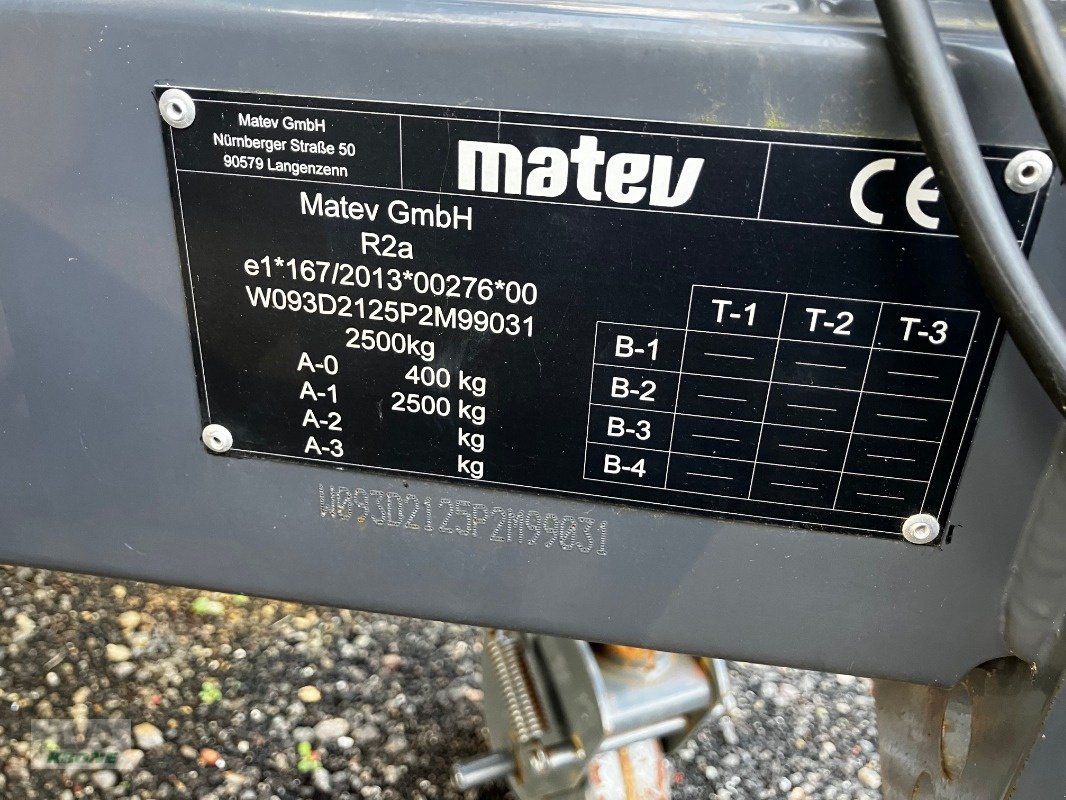 Matev GmbH
Nürnberger Straße 50
90579 Langenzenn
matev
CE
Matev GmbH
R2a
e1*167/2013*00276*00
W093D2125P2M99031
2500kg
A-0 400 kg
A-1 2500 kg
A-2 kg
A-3 kg
T-1 T-2 T-3
B-1 — — —
B-2 — — —
B-3 — — —
B-4 — — —
W093D2125P2M99031